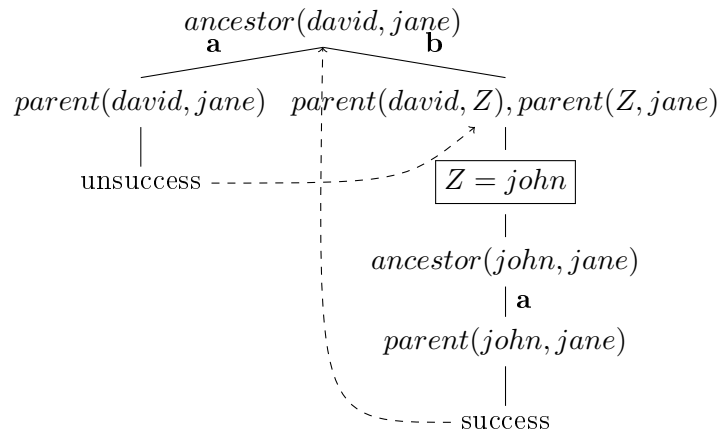 ancestor(david, jane)
a b
parent(david, jane) parent(david, Z), parent(Z, jane)
unsuccess
Z = john
ancestor(john, jane)
a
parent(john, jane)
success